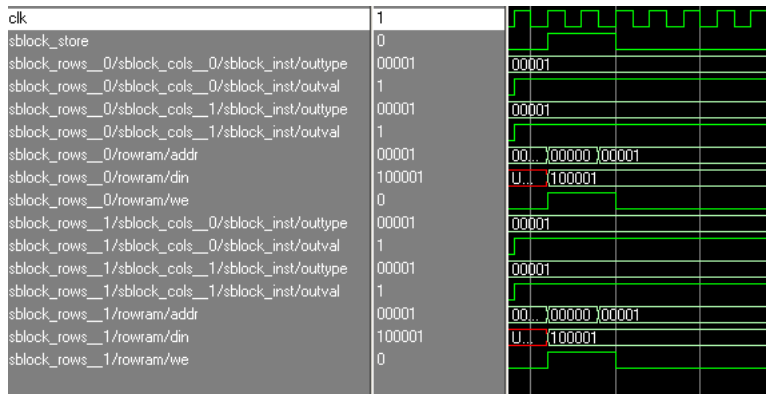 clk 1
sblock_store 0
sblock_rows__0/sblock_cols__0/sblock_inst/outtype 00001 00001
sblock_rows__0/sblock_cols__0/sblock_inst/outval 1
sblock_rows__0/sblock_cols__1/sblock_inst/outtype 00001 00001
sblock_rows__0/sblock_cols__1/sblock_inst/outval 1
sblock_rows__0/rowram/addr 00001 00... 00000 00001
sblock_rows__0/rowram/din 100001 U... 100001
sblock_rows__0/rowram/we 0
sblock_rows__1/sblock_cols__0/sblock_inst/outtype 00001 00001
sblock_rows__1/sblock_cols__0/sblock_inst/outval 1
sblock_rows__1/sblock_cols__1/sblock_inst/outtype 00001 00001
sblock_rows__1/sblock_cols__1/sblock_inst/outval 1
sblock_rows__1/rowram/addr 00001 00... 00000 00001
sblock_rows__1/rowram/din 100001 U... 100001
sblock_rows__1/rowram/we 0